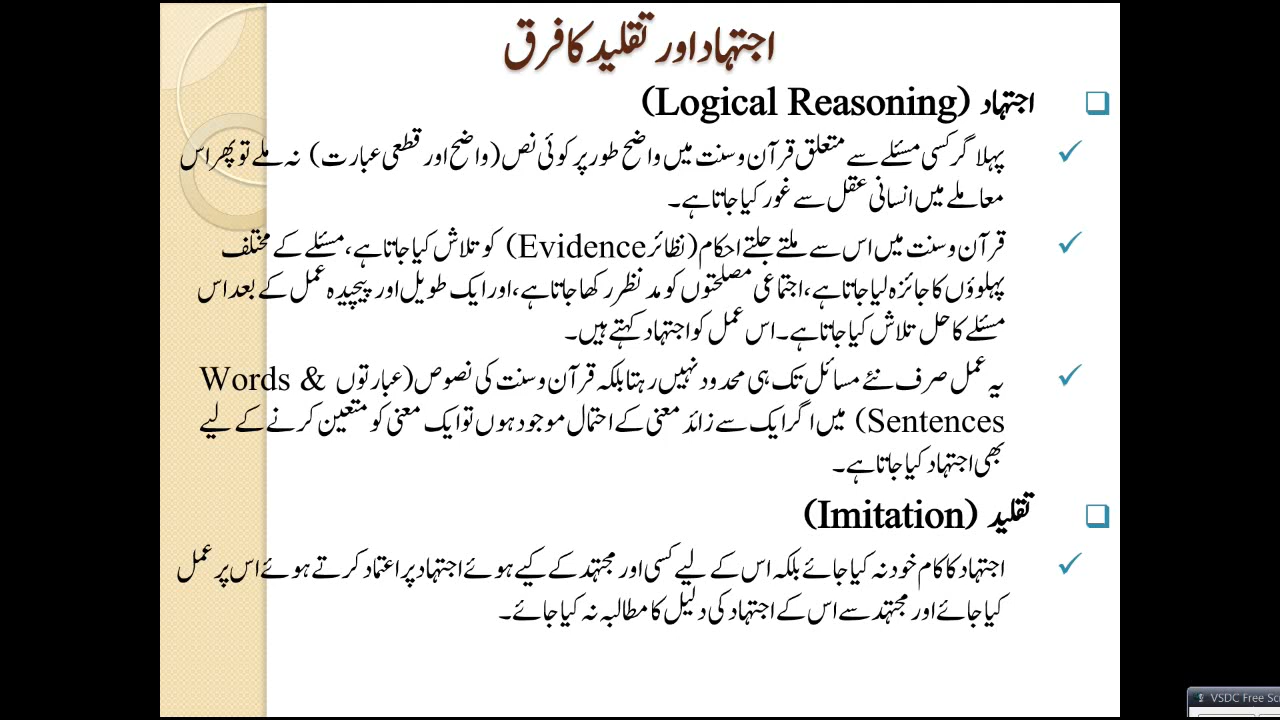 اجتہاد اور تقلید کا فرق
اجتہاد (Logical Reasoning)
پہلا گر کسی مسئلے سے متعلق قرآن و سنت میں واضح طور پر کوئی نص (واضح اور قطعی عبارت) نہ ملے تو پھر اس
معاملے میں انسانی عقل سے غور کیا جاتا ہے۔
قرآن و سنت میں اس سے ملتے جلتے احکام (نظائر Evidence) کو تلاش کیا جاتا ہے، مسئلے کے مختلف
پہلوؤں کا جائزہ لیا جاتا ہے، اجتماعی مصلحتوں کو مد نظر رکھا جاتا ہے، اور ایک طویل اور پیچیدہ عمل کے بعد اس
مسئلے کا حل تلاش کیا جاتا ہے۔ اس عمل کو اجتہاد کہتے ہیں۔
یہ عمل صرف نئے مسائل تک ہی محدود نہیں رہتا بلکہ قرآن و سنت کی نصوص (عبارتوں Words &
Sentences) میں اگر ایک سے زائد معنی کے احتمال موجود ہوں تو ایک معنی کو متعین کرنے کے لیے
بھی اجتہاد کیا جاتا ہے۔
تقلید (Imitation)
اجتہاد کا کام خود نہ کیا جائے بلکہ اس کے لیے کسی اور مجتہد کے کیے ہوئے اجتہاد پر اعتماد کرتے ہوئے اس پر عمل
کیا جائے اور مجتہد سے اس کے اجتہاد کی دلیل کا مطالبہ نہ کیا جائے۔
VSDC Free